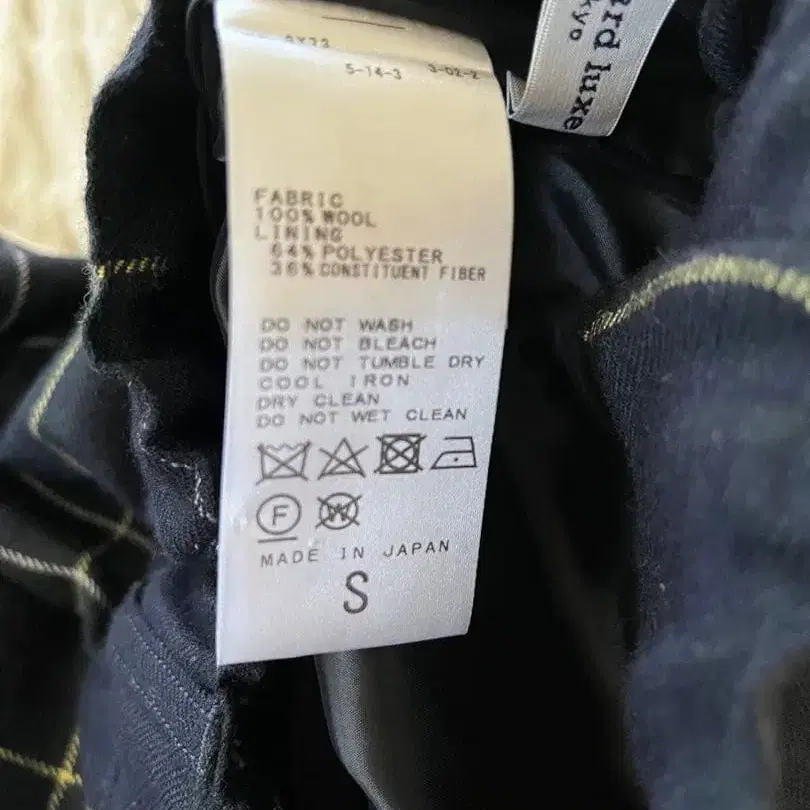 5-14-3 3-02-2
FABRIC
100% WOOL
LINING
64% POLYESTER
36% CONSTITUENT FIBER
DO NOT WASH
DO NOT BLEACH
DO NOT TUMBLE DRY
COOL IRON
DRY CLEAN
DO NOT WET CLEAN
F W
MADE IN JAPAN
S
luxe